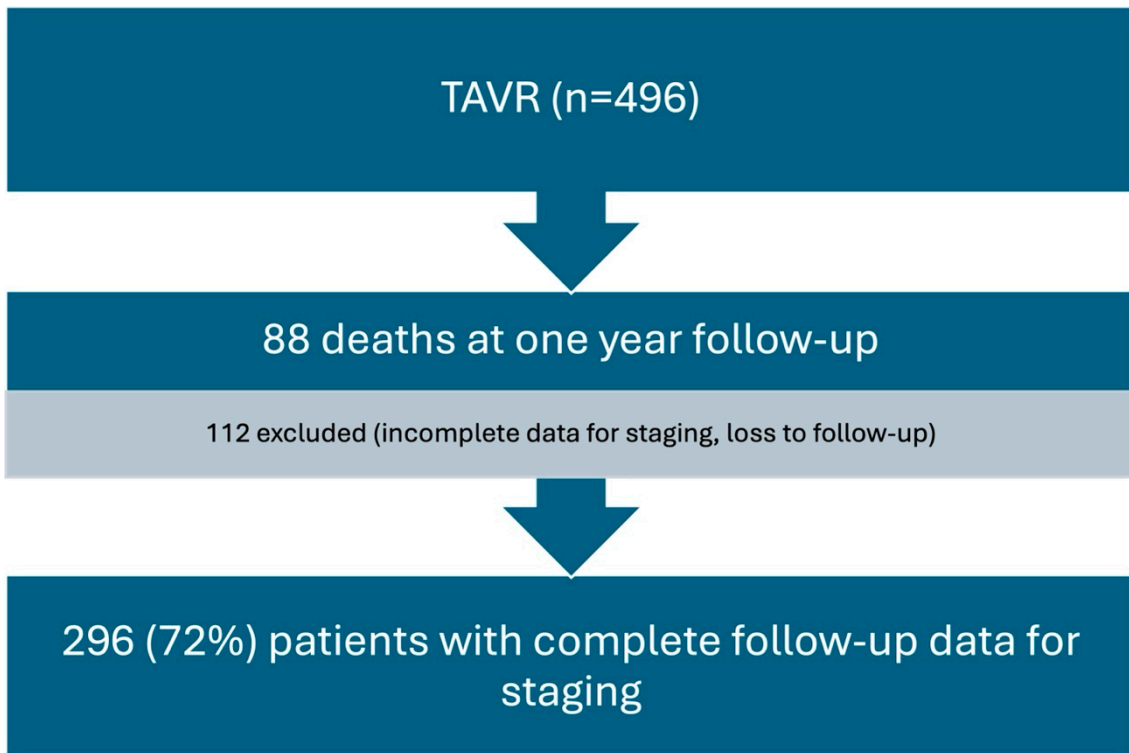 TAVR (n=496)
88 deaths at one year follow-up
112 excluded (incomplete data for staging, loss to follow-up)
296 (72%) patients with complete follow-up data for
staging